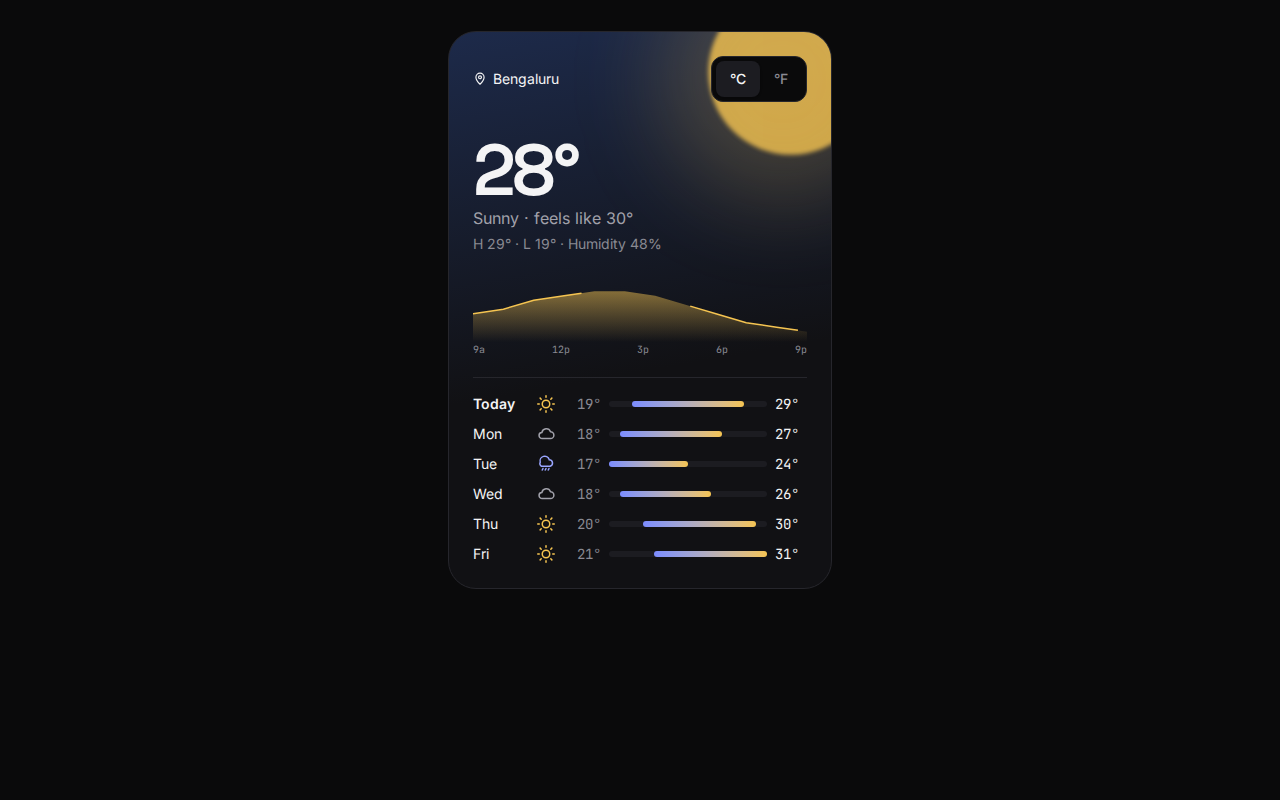 Bengaluru
°C °F
28°
Sunny · feels like 30°
H 29° · L 19° · Humidity 48%
9a 12p 3p 6p 9p
Today 19° 29°
Mon 18° 27°
Tue 17° 24°
Wed 18° 26°
Thu 20° 30°
Fri 21° 31°